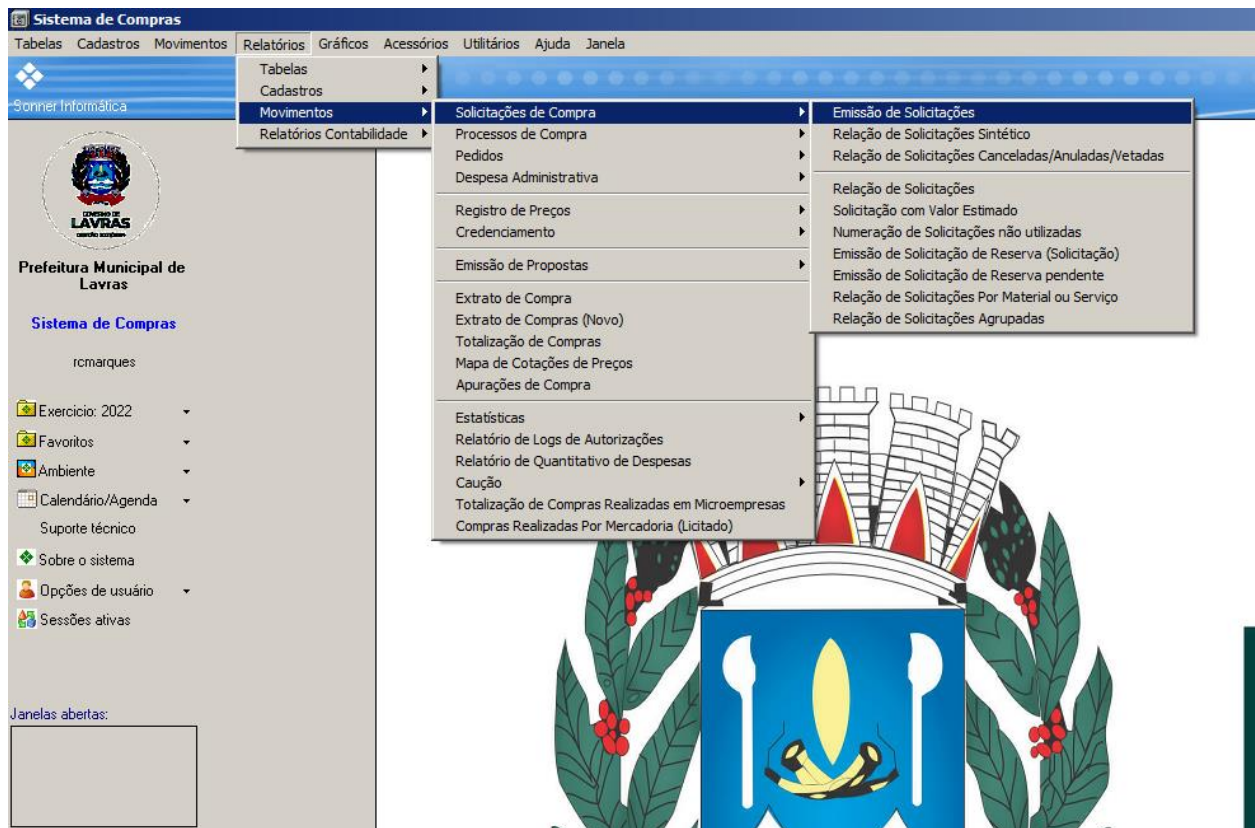 Sistema de Compras
Tabelas Cadastros Movimentos Relatórios Gráficos Acessórios Utilitários Ajuda Janela
Sonner Informática
Tabelas
Cadastros
Movimentos
Relatórios Contabilidade
Solicitações de Compra
Processos de Compra
Pedidos
Despesa Administrativa
Registro de Preços
Credenciamento
Emissão de Propostas
Extrato de Compra
Extrato de Compras (Novo)
Totalização de Compras
Mapa de Cotações de Preços
Apurações de Compra
Estatísticas
Relatório de Logs de Autorizações
Relatório de Quantitativo de Despesas
Caução
Totalização de Compras Realizadas em Microempresas
Compras Realizadas Por Mercadoria (Licitado)
Emissão de Solicitações
Relação de Solicitações Sintético
Relação de Solicitações Canceladas/Anuladas/Vetadas
Relação de Solicitações
Solicitação com Valor Estimado
Numeração de Solicitações não utilizadas
Emissão de Solicitação de Reserva (Solicitação)
Emissão de Solicitação de Reserva pendente
Relação de Solicitações Por Material ou Serviço
Relação de Solicitações Agrupadas
GOVERNO DE
LAVRAS
Prefeitura Municipal de
Lavras
Sistema de Compras
rcmarques
Exercicio: 2022
Favoritos
Ambiente
Calendário/Agenda
Suporte técnico
Sobre o sistema
Opções de usuário
Sessões ativas
Janelas abertas: